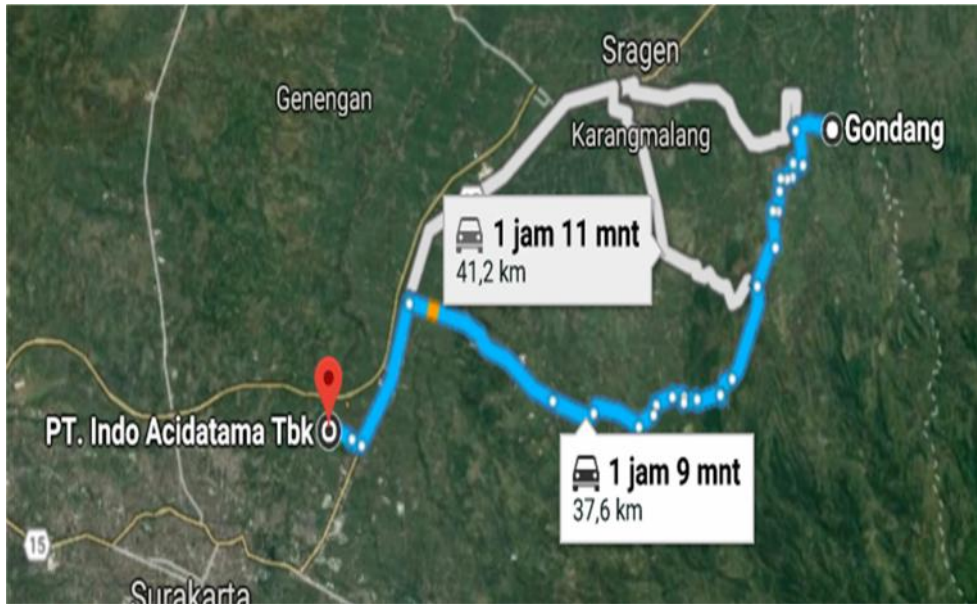 Sragen
Genengan
Karangmalang
Gondang
1 jam 11 mnt
41,2 km
PT. Indo Acidatama Tbk
1 jam 9 mnt
37,6 km
15
Surakarta